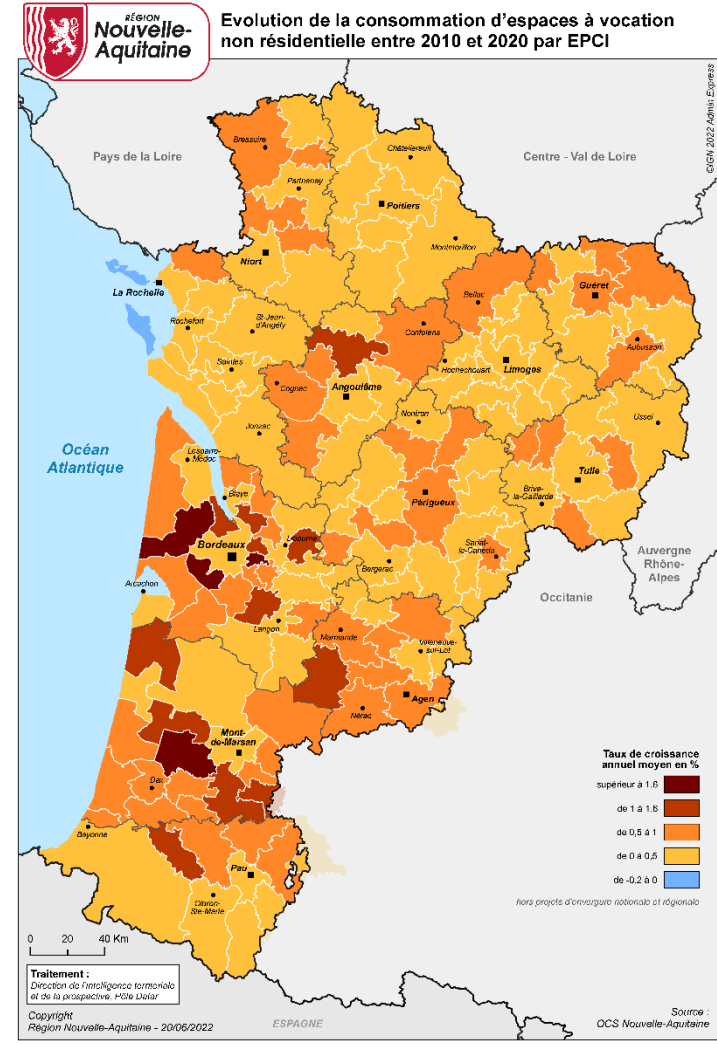 RÉGION
Nouvelle-
Aquitaine
Evolution de la consommation d'espaces à vocation
non résidentielle entre 2010 et 2020 par EPCI
©IGN 2022 Admin Express
Pays de la Loire
Centre - Val de Loire
Bressuire
Châtellerault
Parthenay
Poitiers
Montmorillon
Niort
La Rochelle
Bellac
Guéret
Rochefort
St-Jean-
d'Angély
Confolens
Aubusson
Saintes
Rochechouart
Limoges
Cognac
Angoulême
Nontron
Ussel
Jonzac
Océan
Atlantique
Lesparre-
Médoc
Blaye
Périgueux
Tulle
Brive-
la-Gaillarde
Bordeaux
Libourne
Sarlat-
la-Canéda
Auvergne
Rhône-
Alpes
Bergerac
Arcachon
Occitanie
Langon
Marmande
Villeneuve-
sur-Lot
Agen
Nérac
Mont-
de-Marsan
Dax
Taux de croissance
annuel moyen en %
supérieur à 1,6
de 1 à 1,6
de 0,5 à 1
de 0 à 0,5
de -0,2 à 0
hors projets d'envergure nationale et régionale
Bayonne
Pau
Oloron-
Ste-Marie
0 20 40 Km
Traitement :
Direction de l'intelligence territoriale
et de la prospective, Pôle Datar
Copyright
Région Nouvelle-Aquitaine - 20/06/2022
ESPAGNE
Source :
OCS Nouvelle-Aquitaine